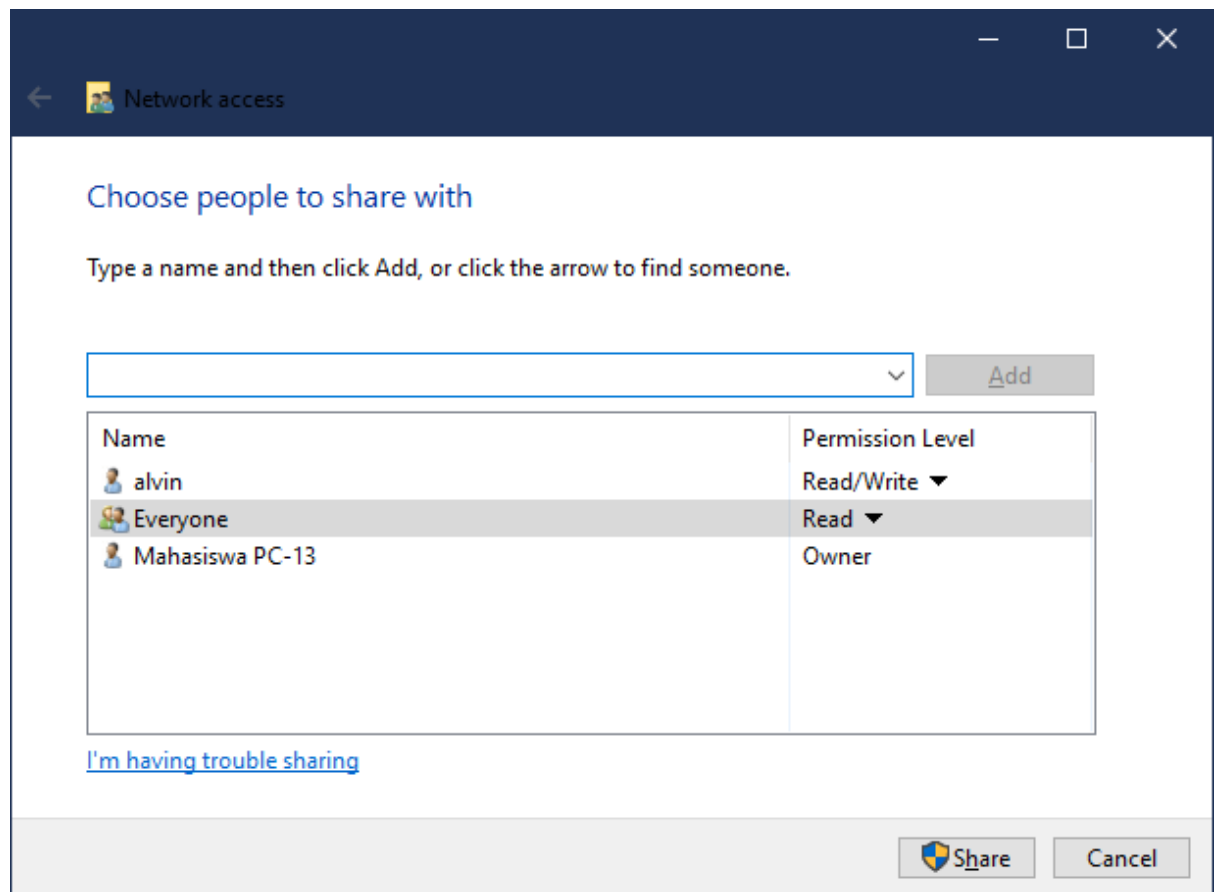 Network access
Choose people to share with
Type a name and then click Add, or click the arrow to find someone.
Add
Name Permission Level
alvin Read/Write
Everyone Read
Mahasiswa PC-13 Owner
I'm having trouble sharing
Share Cancel